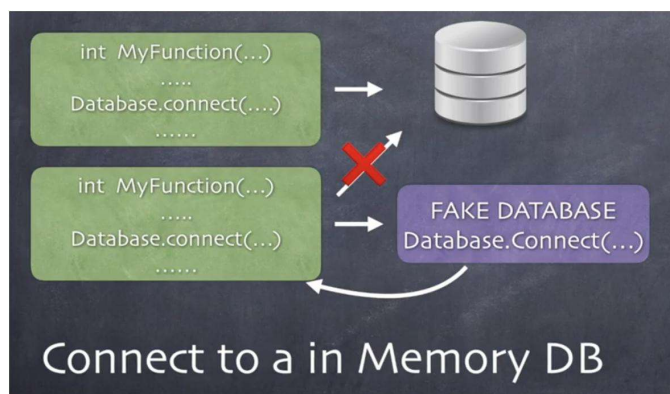 int MyFunction(...)
.....
Database.connect(....)
......
int MyFunction(...)
.....
Database.connect(...)
......
FAKE DATABASE
Database.Connect(...)
Connect to a in Memory DB